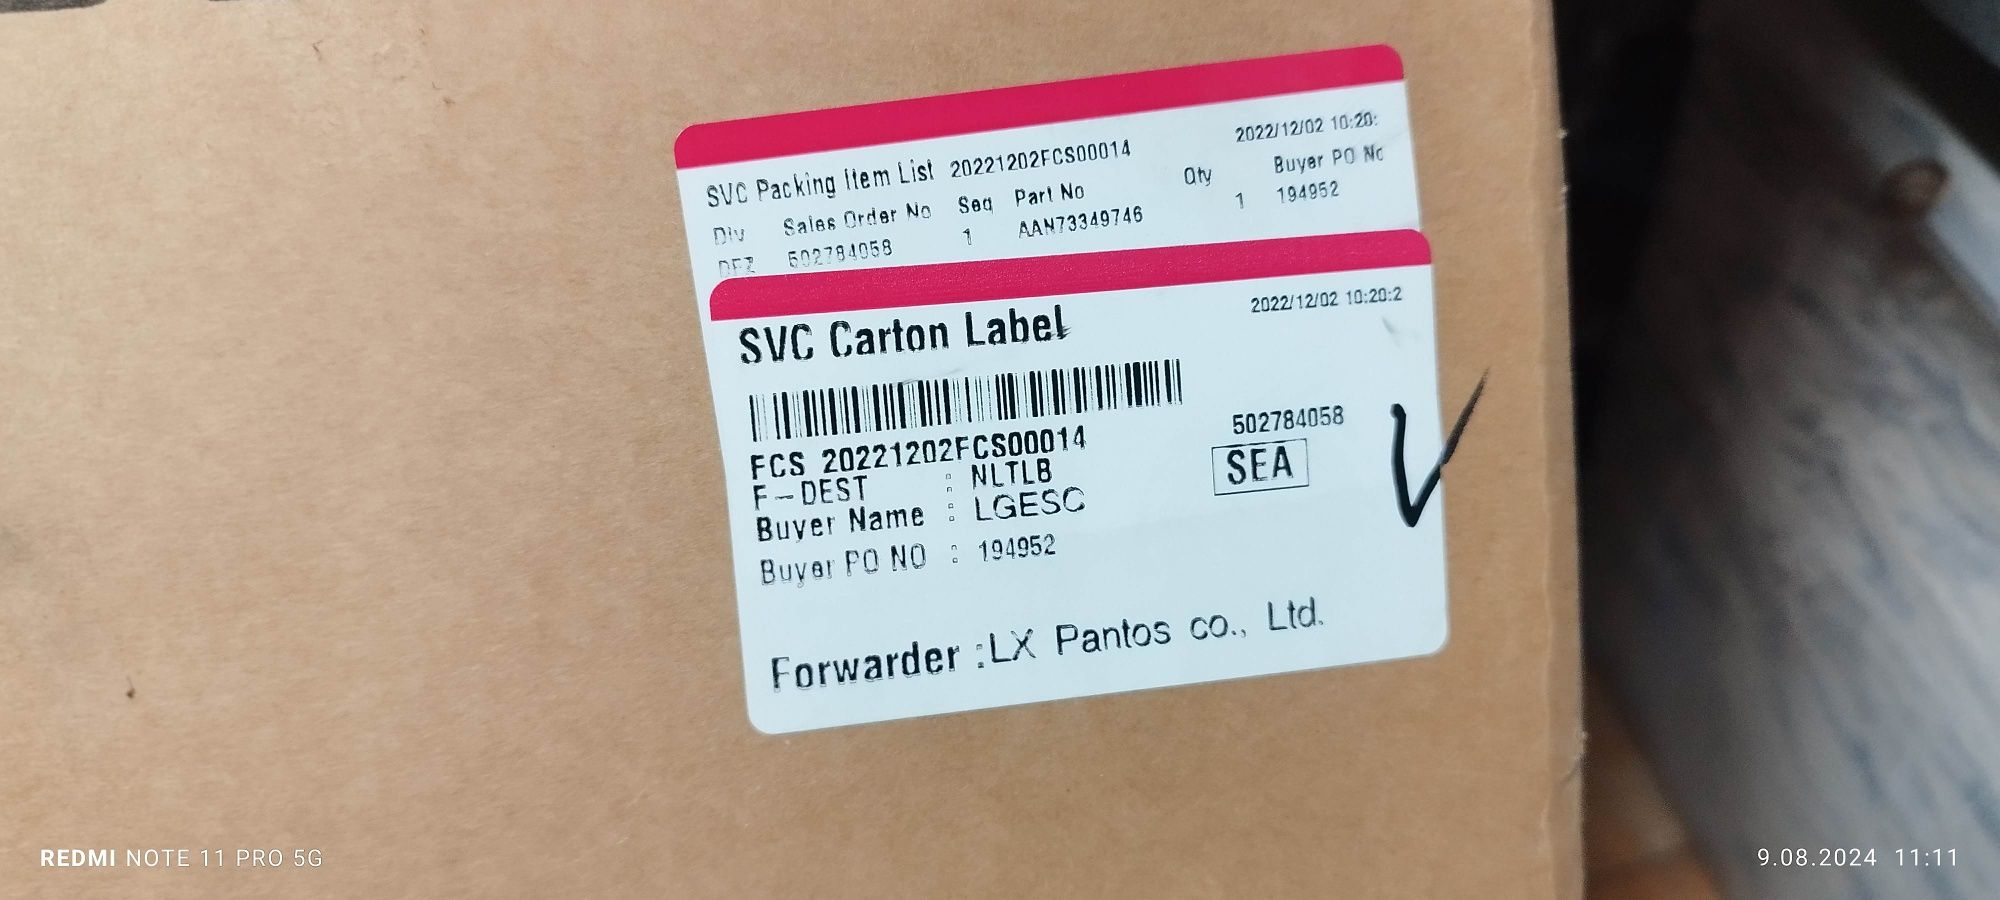 SVC Packing Item List 20221202FCS00014 2022/12/02 10:20:
Div Sales Order No Seq Part No Qty Buyer PO No
DFZ 502784058 1 AAN73349746 1 194952
SVC Carton Label 2022/12/02 10:20:2
FCS 20221202FCS00014 502784058
F-DEST : NLTLB SEA
Buyer Name : LGESC
Buyer PO NO : 194952
Forwarder :LX Pantos co., Ltd.
REDMI NOTE 11 PRO 5G 9.08.2024 11:11